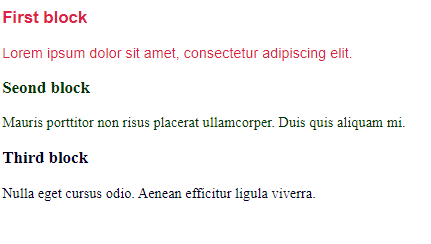 First block
Lorem ipsum dolor sit amet, consectetur adipiscing elit.
Seond block
Mauris porttitor non risus placerat ullamcorper. Duis quis aliquam mi.
Third block
Nulla eget cursus odio. Aenean efficitur ligula viverra.